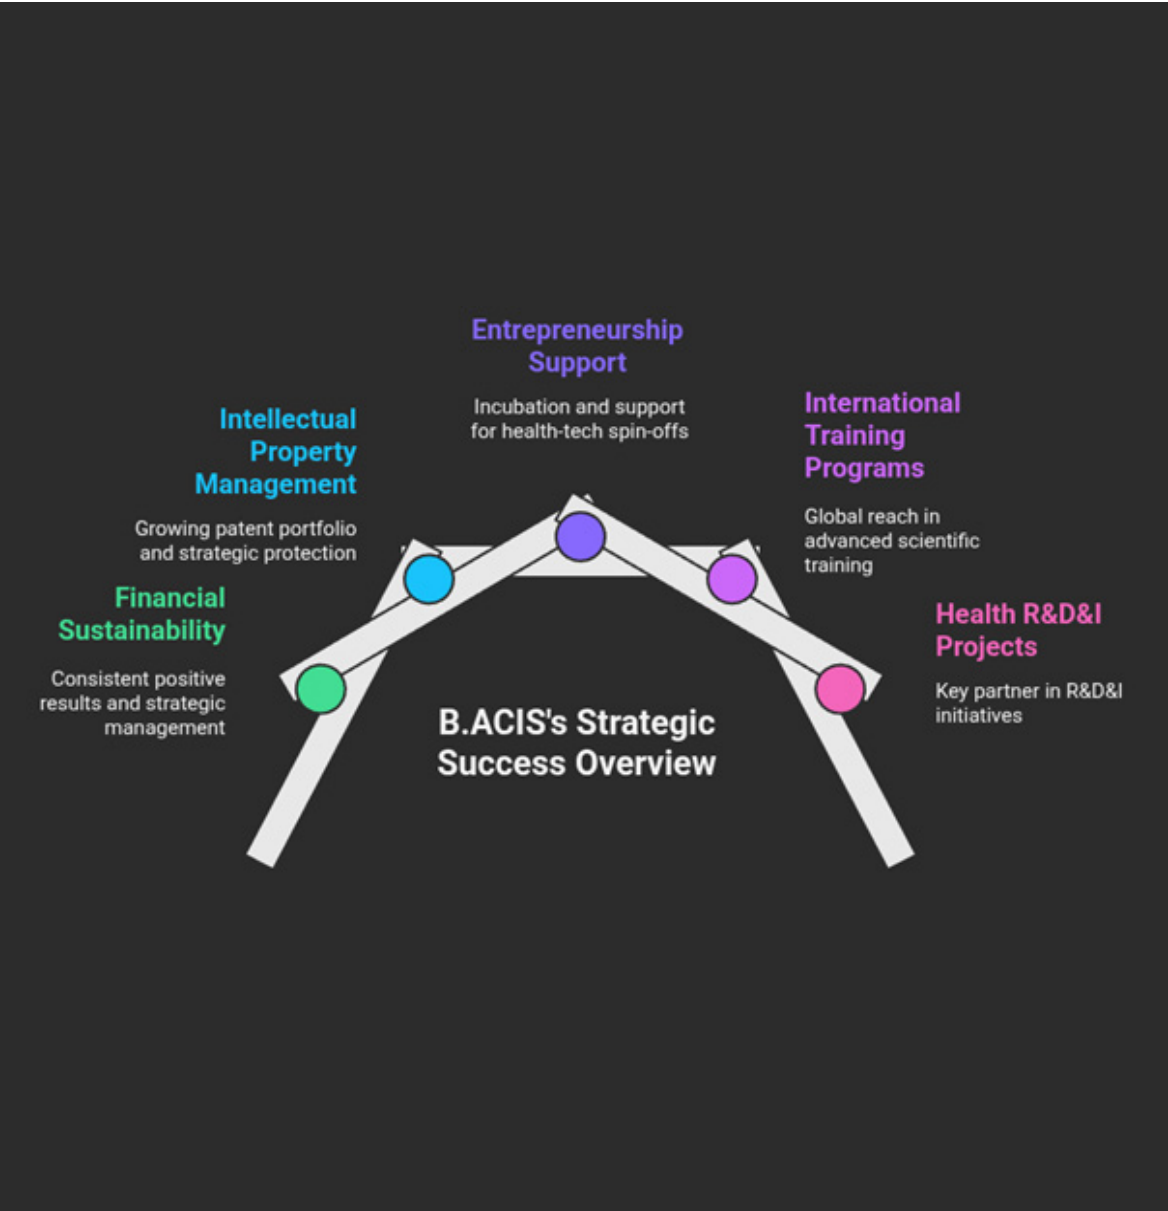 Entrepreneurship
Support
Incubation and support
for health-tech spin-offs
Intellectual
Property
Management
Growing patent portfolio
and strategic protection
International
Training
Programs
Global reach in
advanced scientific
training
Financial
Sustainability
Consistent positive
results and strategic
management
Health R&D&I
Projects
Key partner in R&D&I
initiatives
B.ACIS's Strategic
Success Overview